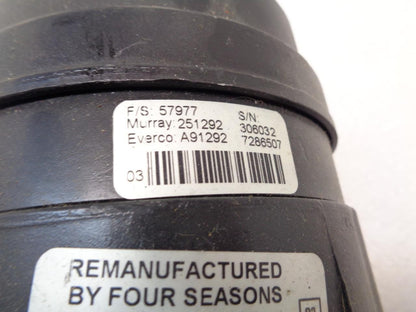 F/S: 57977 S/N:
Murray: 251292 306032
Everco: A91292 7286507
03
REMANUFACTURED
BY FOUR SEASONS